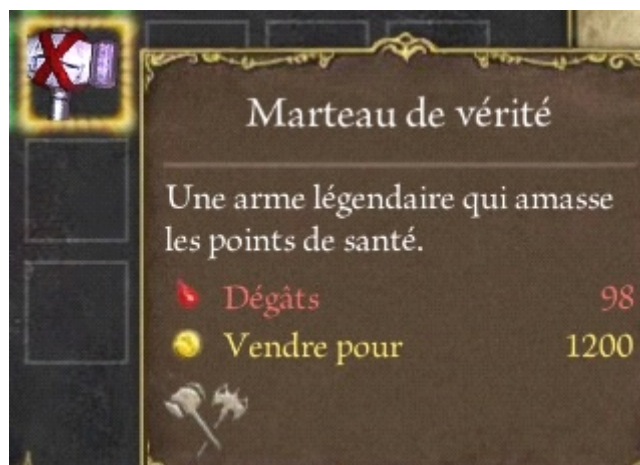 Marteau de vérité
Une arme légendaire qui amasse
les points de santé.
Dégâts 98
Vendre pour 1200